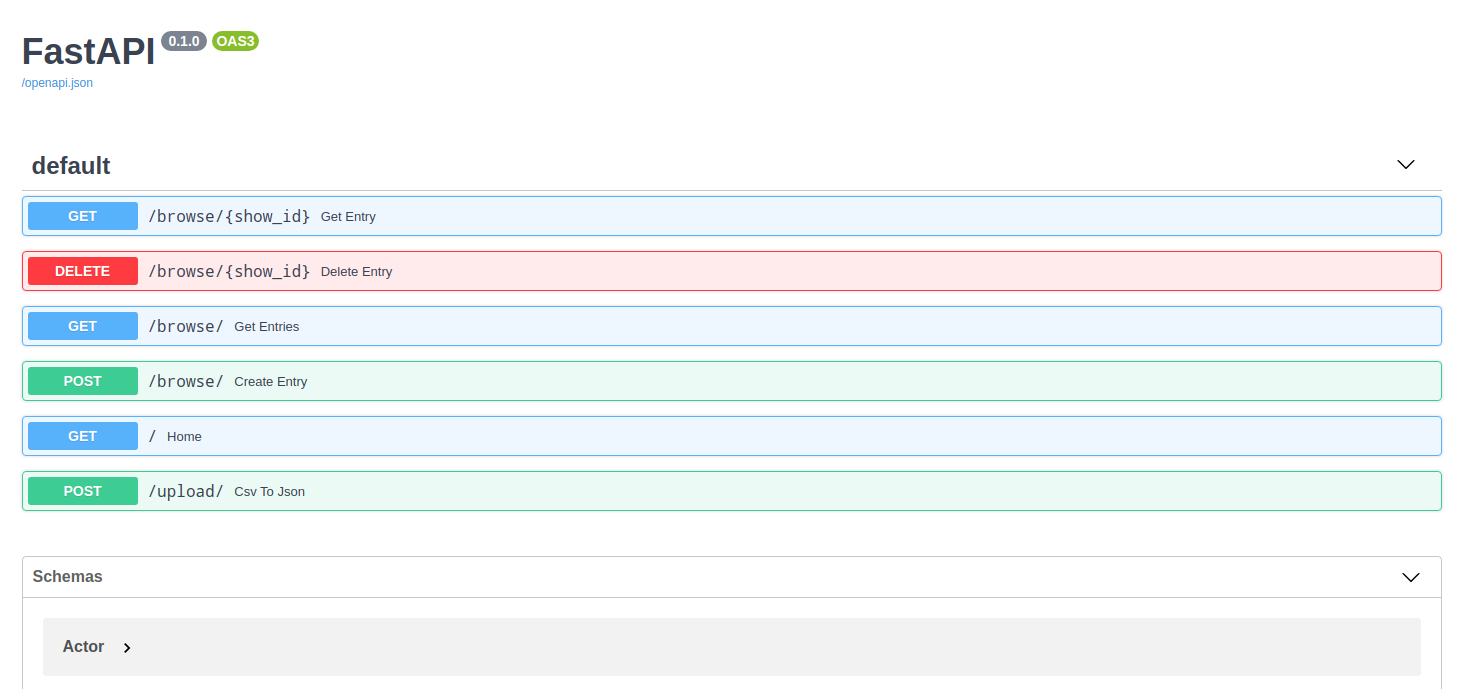 FastAPI 0.1.0 OAS3
/openapi.json
default
GET /browse/{show_id} Get Entry
DELETE /browse/{show_id} Delete Entry
GET /browse/ Get Entries
POST /browse/ Create Entry
GET / Home
POST /upload/ Csv To Json
Schemas
Actor